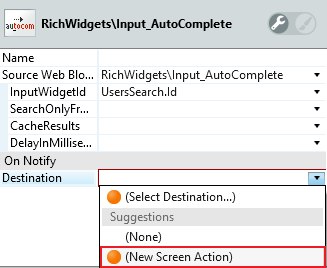 autocom
RichWidgets\Input_AutoComplete
Name
Source Web Blo... RichWidgets\Input_AutoComplete
InputWidgetId UsersSearch.Id
SearchOnlyFr...
CacheResults
DelayInMillise...
On Notify
Destination
(Select Destination...)
Suggestions
(None)
(New Screen Action)